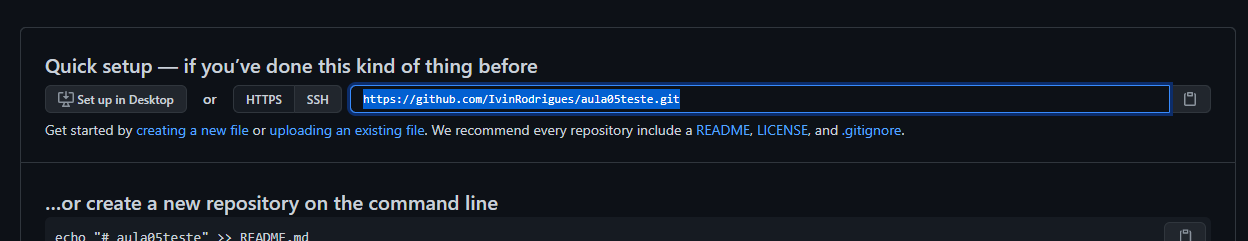 Quick setup — if you’ve done this kind of thing before
Set up in Desktop or HTTPS SSH https://github.com/IvinRodrigues/aula05teste.git
Get started by creating a new file or uploading an existing file. We recommend every repository include a README, LICENSE, and .gitignore.
…or create a new repository on the command line
echo "# aula05teste" >> README.md